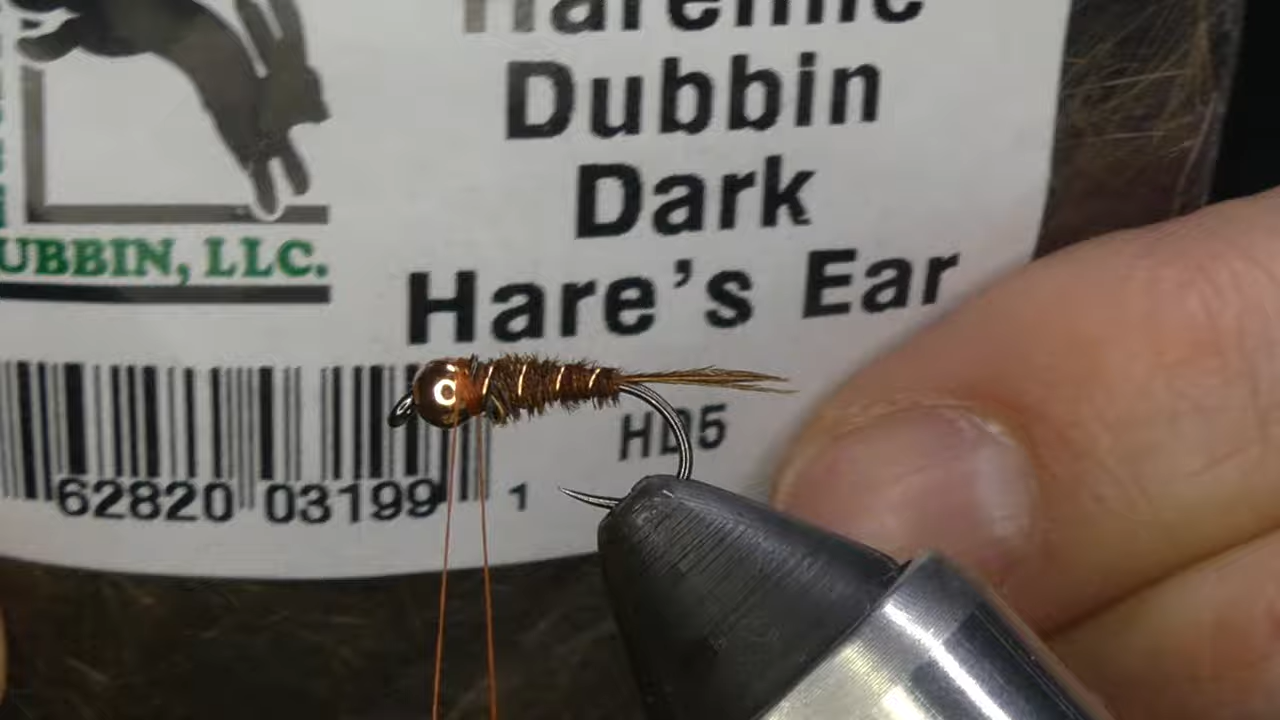 Dubbin
Dark
Hare's Ear
UBBIN, LLC.
HD5
62820 03199 1